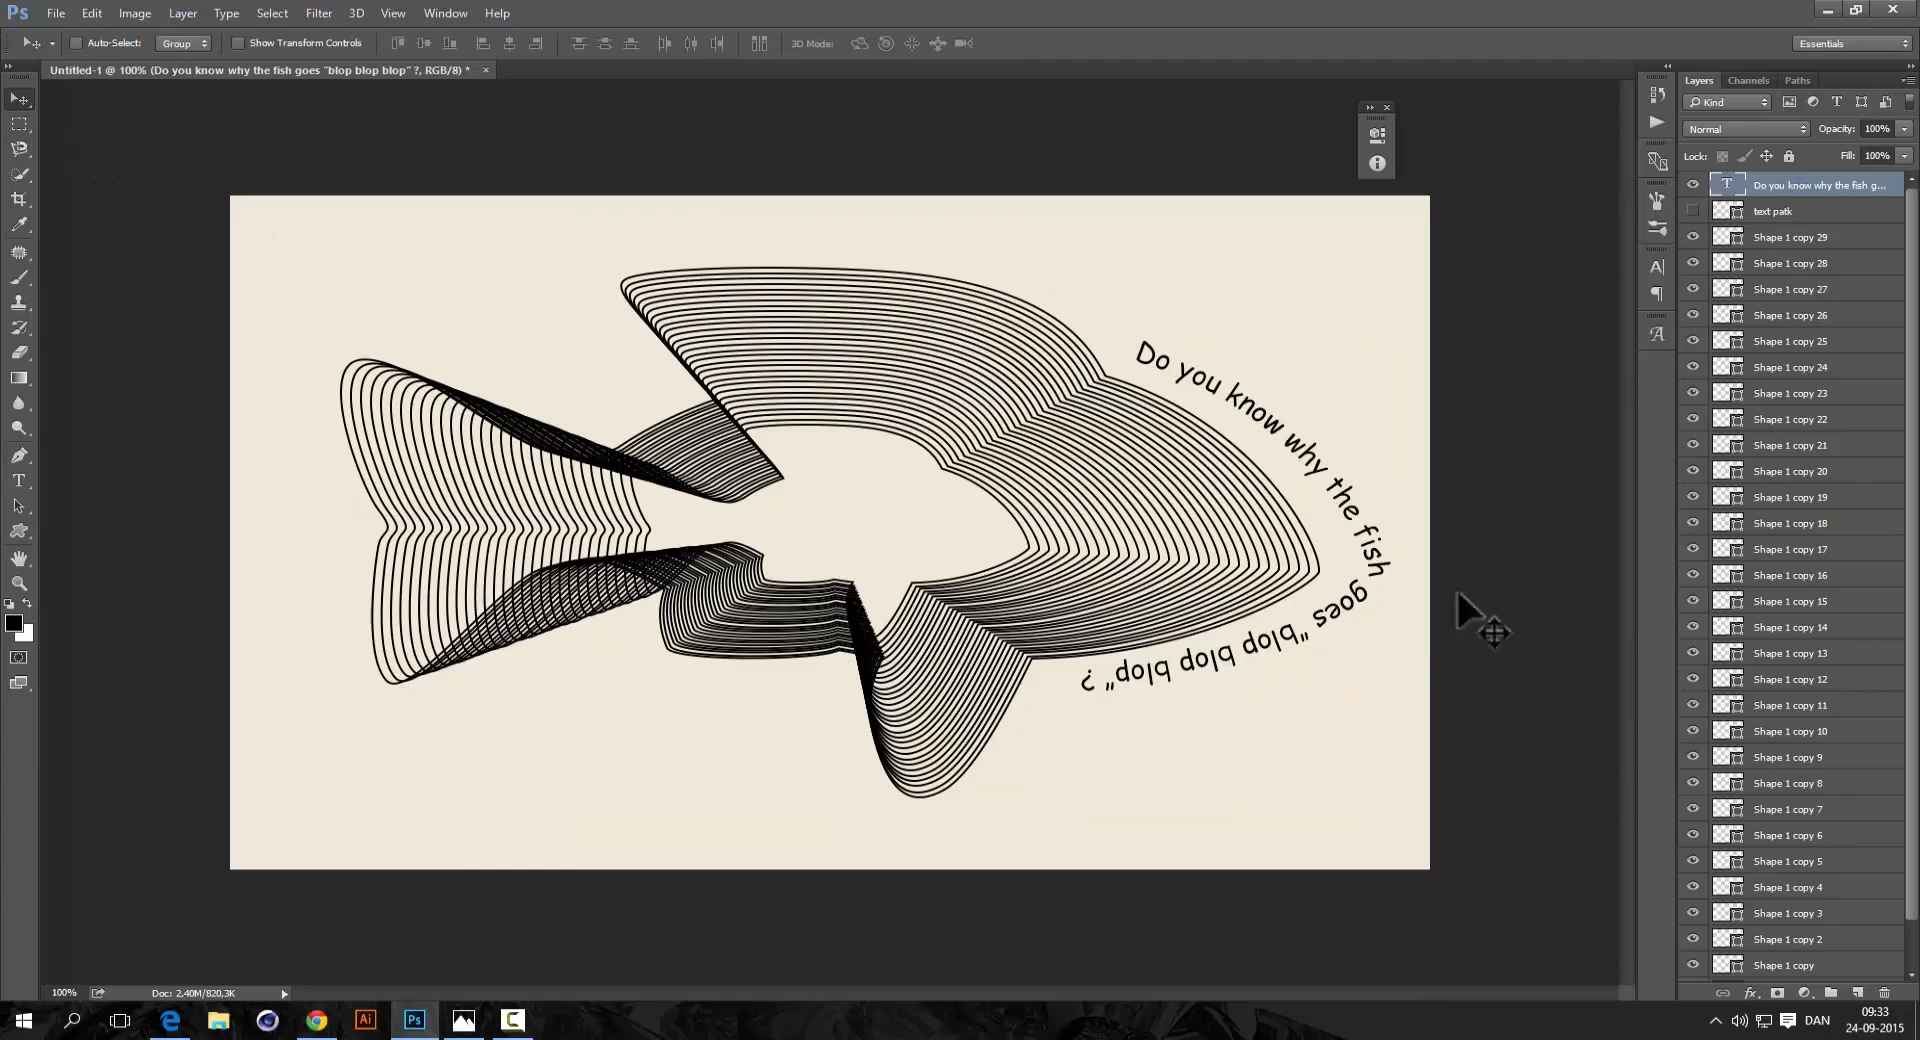 Ps File Edit Image Layer Type Select Filter 3D View Window Help
Auto-Select: Group Show Transform Controls 3D Mode: Essentials
Untitled-1 @ 100% (Do you know why the fish goes "blop blop blop" ?, RGB/8) * ×
Layers Channels Paths
Kind
Normal Opacity: 100%
Lock: Fill: 100%
Do you know why the fish g...
text patk
Shape 1 copy 29
Shape 1 copy 28
Shape 1 copy 27
Shape 1 copy 26
Shape 1 copy 25
Shape 1 copy 24
Shape 1 copy 23
Shape 1 copy 22
Shape 1 copy 21
Shape 1 copy 20
Shape 1 copy 19
Shape 1 copy 18
Shape 1 copy 17
Shape 1 copy 16
Shape 1 copy 15
Shape 1 copy 14
Shape 1 copy 13
Shape 1 copy 12
Shape 1 copy 11
Shape 1 copy 10
Shape 1 copy 9
Shape 1 copy 8
Shape 1 copy 7
Shape 1 copy 6
Shape 1 copy 5
Shape 1 copy 4
Shape 1 copy 3
Shape 1 copy 2
Shape 1 copy
fx
Do you know why the fish goes "blop blop blop" ?
100% Doc: 2,40M/820,3K
Ai Ps
DAN
09:33
24-09-2015